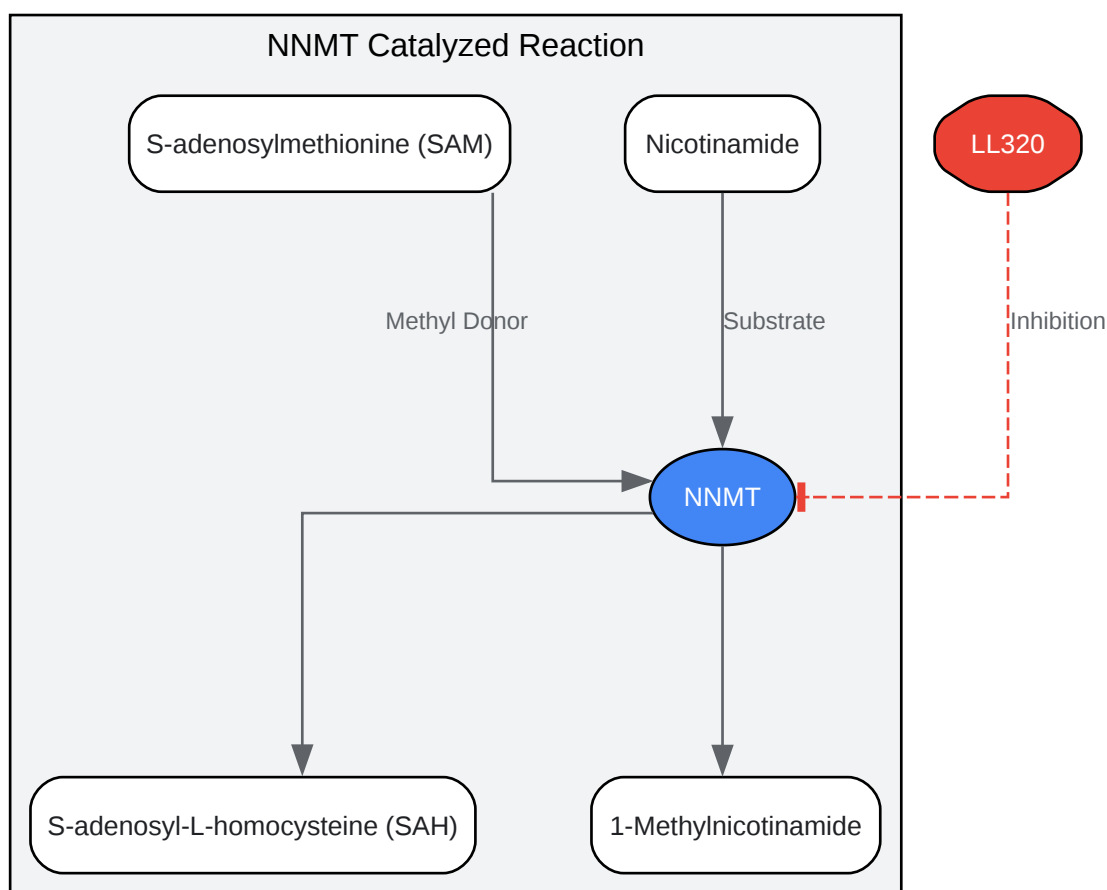 NNMT Catalyzed Reaction
S-adenosylmethionine (SAM)
Nicotinamide
LL320
Methyl Donor
Substrate
Inhibition
NNMT
S-adenosyl-L-homocysteine (SAH)
1-Methylnicotinamide